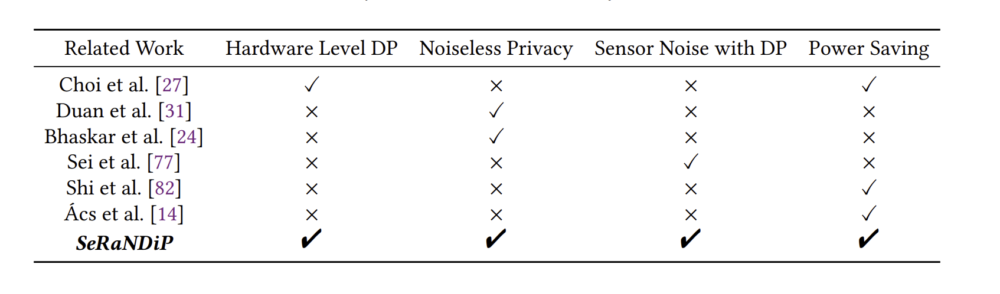 Related Work Hardware Level DP Noiseless Privacy Sensor Noise with DP Power Saving
Choi et al. [27] ✓ × × ✓
Duan et al. [31] × ✓ × ×
Bhaskar et al. [24] × ✓ × ×
Sei et al. [77] × × ✓ ×
Shi et al. [82] × × × ✓
Ács et al. [14] × × × ✓
SeRaNDiP ✔ ✔ ✔ ✔